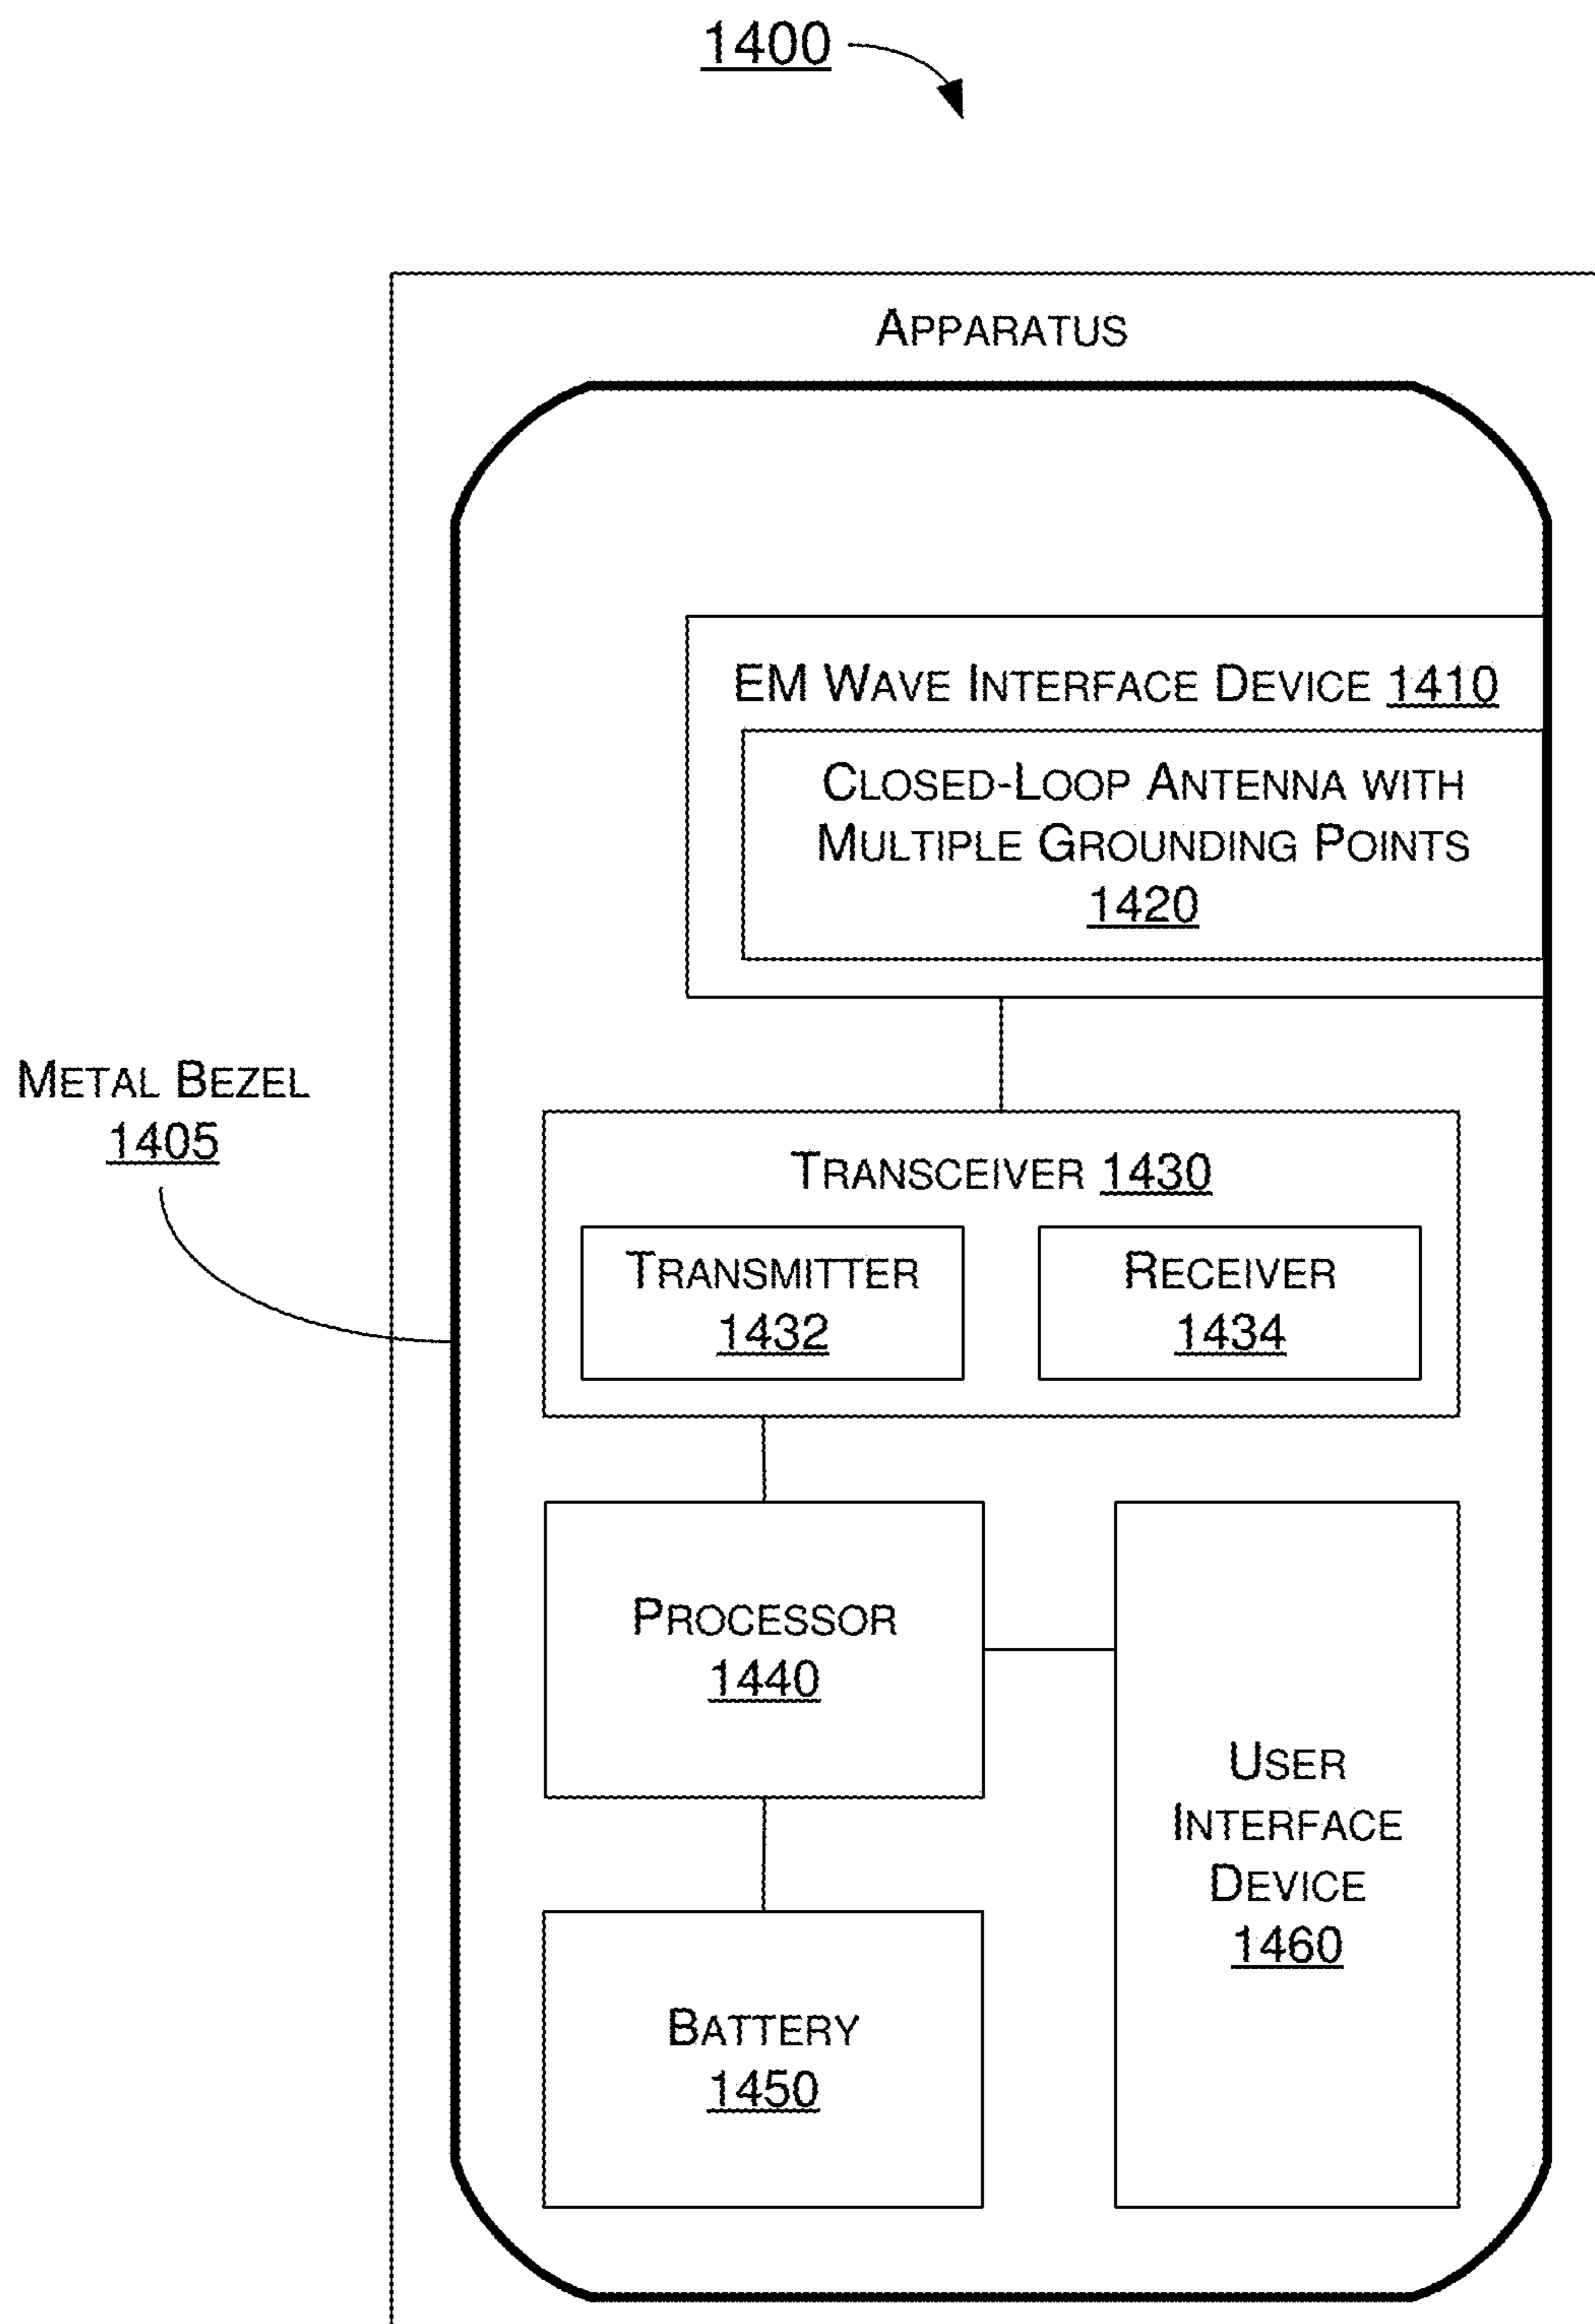 1400
APPARATUS
EM WAVE INTERFACE DEVICE 1410
CLOSED-LOOP ANTENNA WITH
MULTIPLE GROUNDING POINTS
1420
METAL BEZEL
1405
TRANSCEIVER 1430
TRANSMITTER
1432
RECEIVER
1434
PROCESSOR
1440
USER
INTERFACE
DEVICE
1460
BATTERY
1450